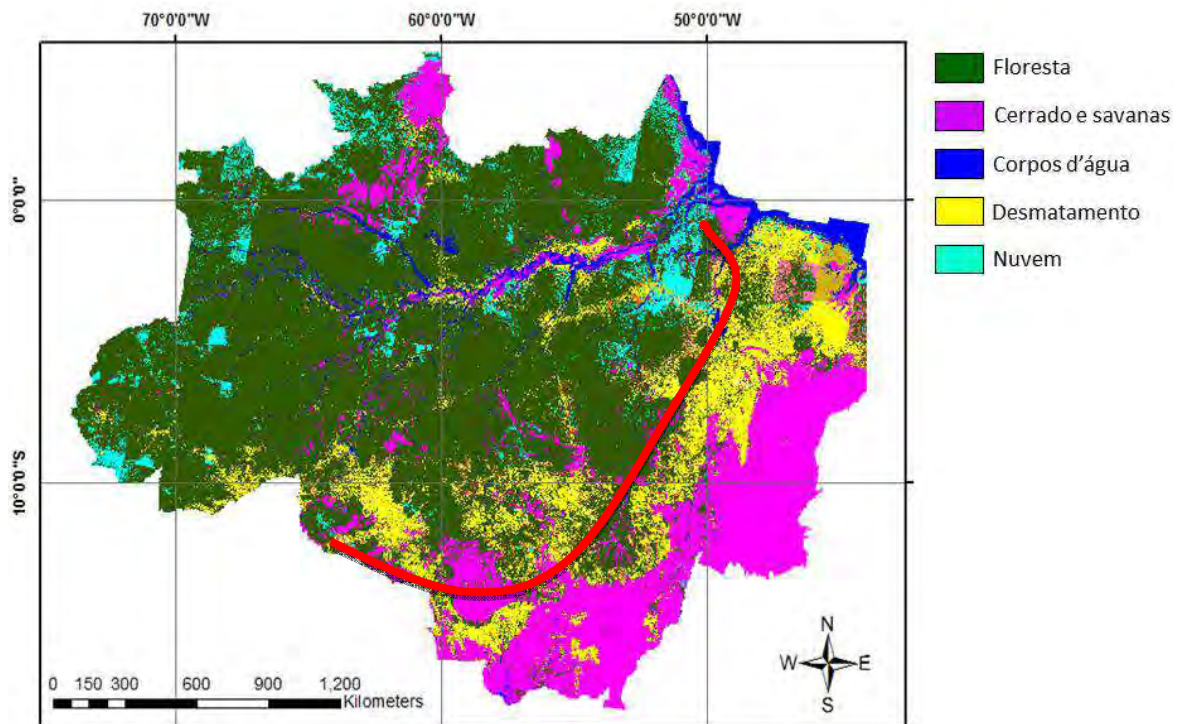 70°0'0"W 60°0'0"W 50°0'0"W
Floresta
Cerrado e savanas
Corpos d'água
Desmatamento
Nuvem
0°0'0"
10°0'0"S
N
W E
S
0 150 300 600 900 1,200
Kilometers